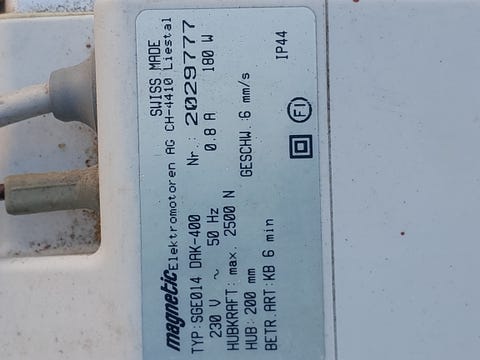 SWISS MADE
magnetic Elektromotoren AG CH-4410 Liestal
TYP:SGE014 DAK-400 Nr.: 2029777
230 V ~ 50 Hz 0.8 A 180 W
HUBKRAFT: max. 2500 N
HUB: 200 mm GESCHW.:6 mm/s
BETR.ART:KB 6 min IP44
FI